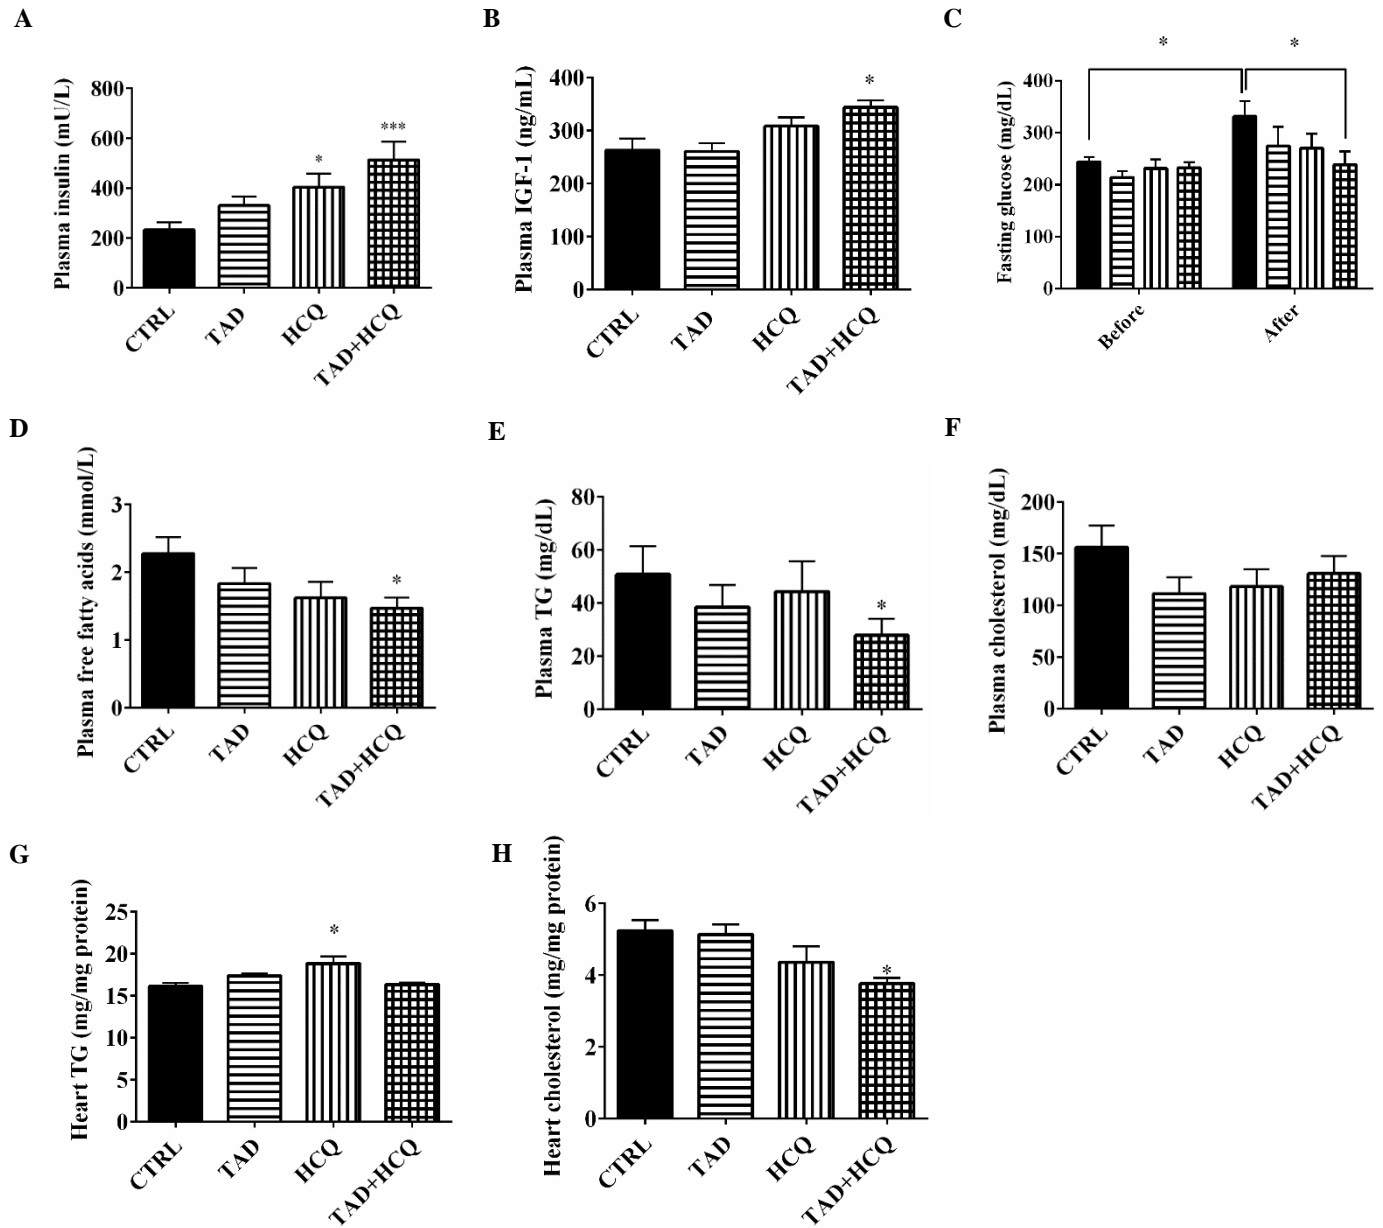 A
Plasma insulin (mU/L)
800
600
400
200
0
*
***
CTRL
TAD
HCQ
TAD+HCQ
B
Plasma IGF-1 (ng/mL)
400
300
200
100
0
*
CTRL
TAD
HCQ
TAD+HCQ
C
Fasting glucose (mg/dL)
400
300
200
100
0
*
*
Before
After
D
Plasma free fatty acids (mmol/L)
3
2
1
0
*
CTRL
TAD
HCQ
TAD+HCQ
E
Plasma TG (mg/dL)
80
60
40
20
0
*
CTRL
TAD
HCQ
TAD+HCQ
F
Plasma cholesterol (mg/dL)
200
150
100
50
0
CTRL
TAD
HCQ
TAD+HCQ
G
Heart TG (mg/mg protein)
25
20
15
10
5
0
*
CTRL
TAD
HCQ
TAD+HCQ
H
Heart cholesterol (mg/mg protein)
6
4
2
0
*
CTRL
TAD
HCQ
TAD+HCQ